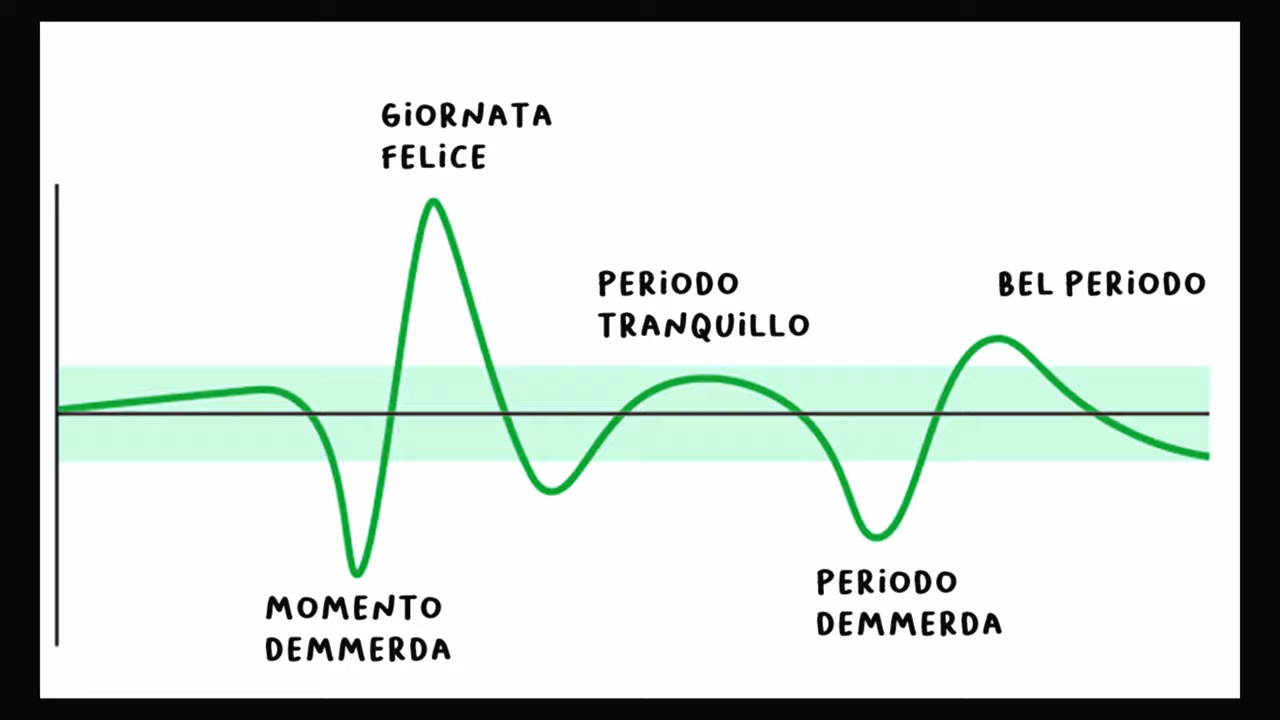 GiORNATA
FELiCE
PERiODO
TRANQUiLLO
BEL PERiODO
MOMENTO
DEMMERDA
PERiODO
DEMMERDA